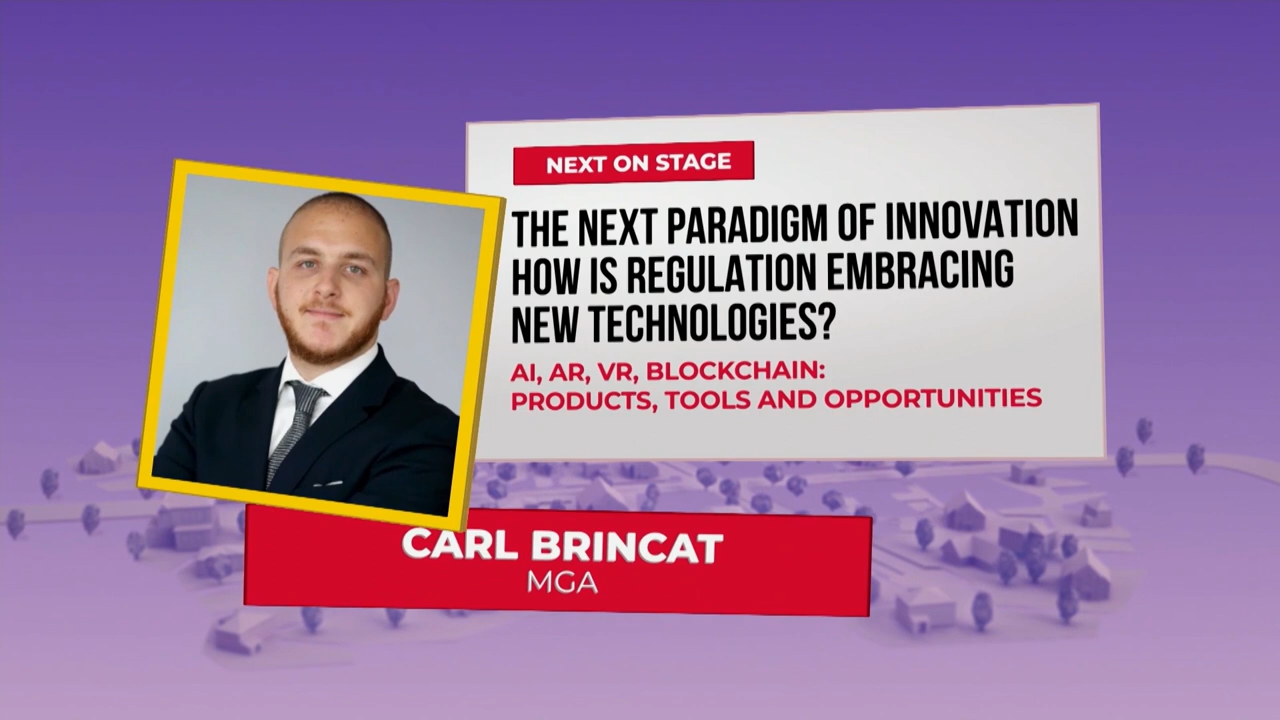 NEXT ON STAGE
THE NEXT PARADIGM OF INNOVATION
HOW IS REGULATION EMBRACING
NEW TECHNOLOGIES?
AI, AR, VR, BLOCKCHAIN:
PRODUCTS, TOOLS AND OPPORTUNITIES
CARL BRINCAT
MGA